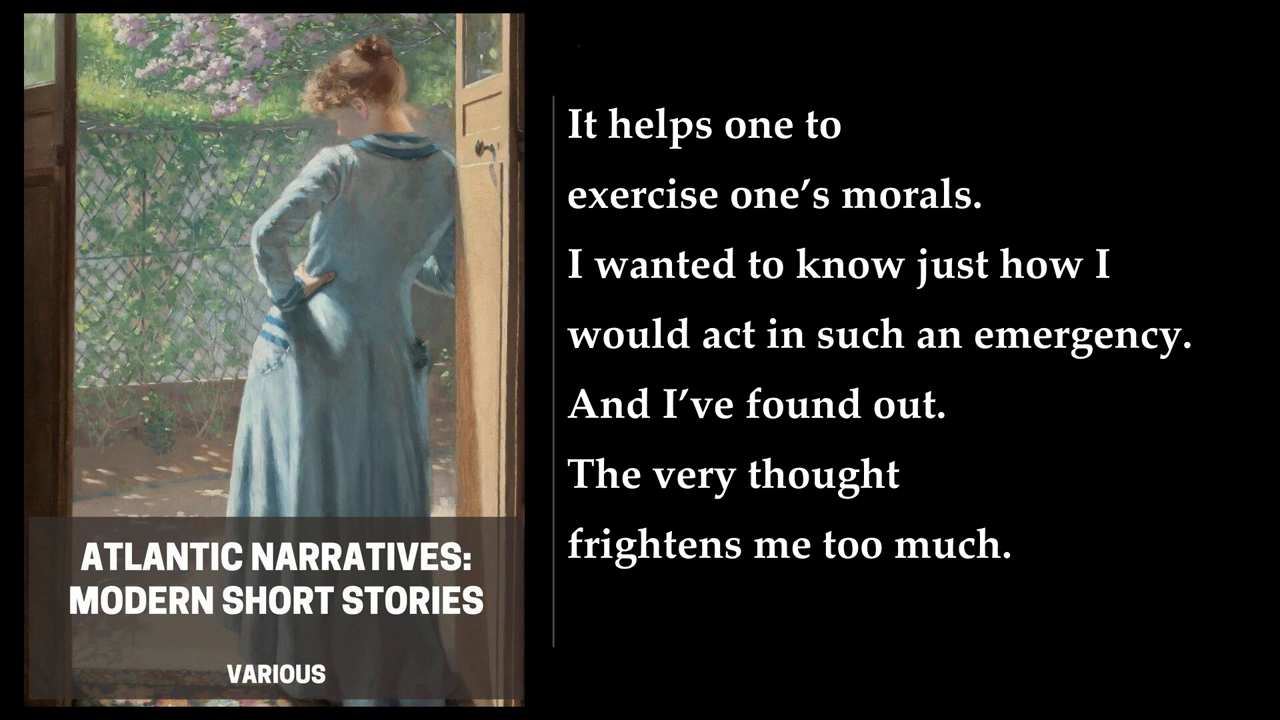 It helps one to
exercise one’s morals.
I wanted to know just how I
would act in such an emergency.
And I’ve found out.
The very thought
frightens me too much.
ATLANTIC NARRATIVES:
MODERN SHORT STORIES
VARIOUS